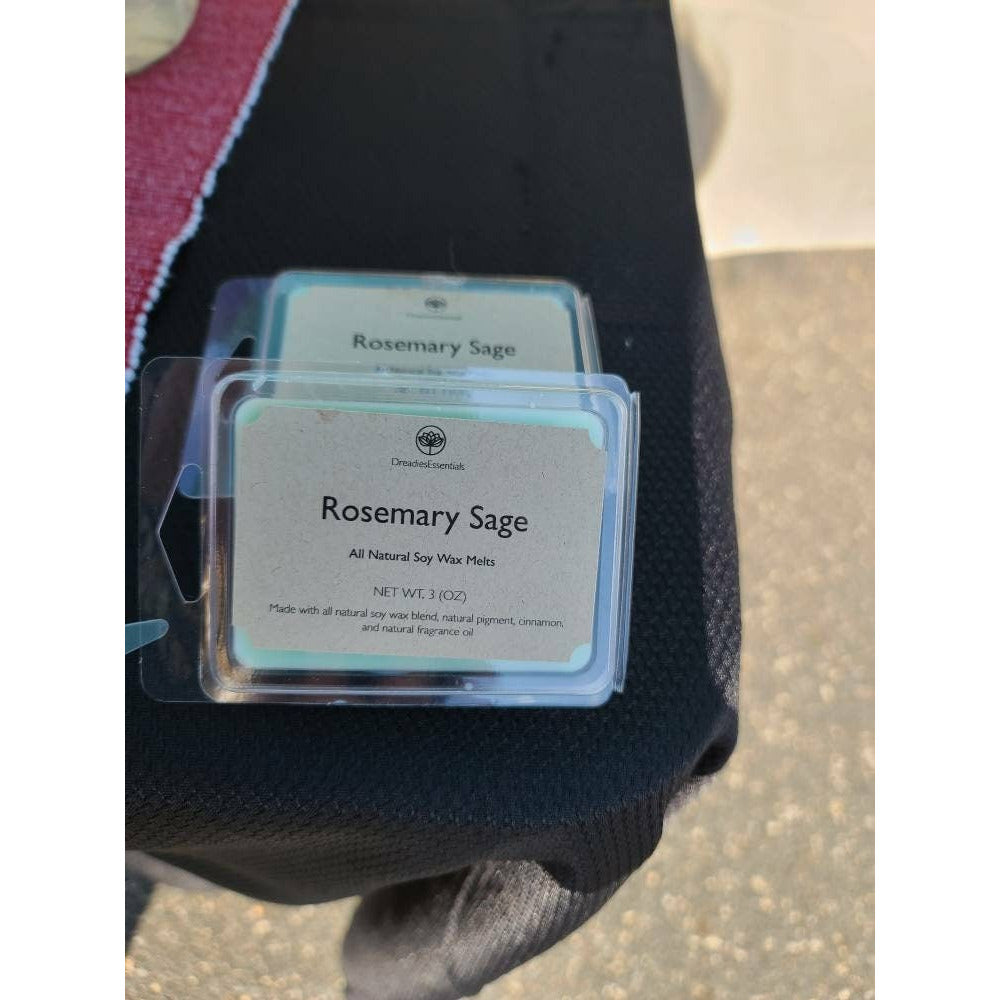 Rosemary Sage
DreadiesEssentials
Rosemary Sage
All Natural Soy Wax Melts
NET WT. 3 (OZ)
Made with all natural soy wax blend, natural pigment, cinnamon,
and natural fragrance oil